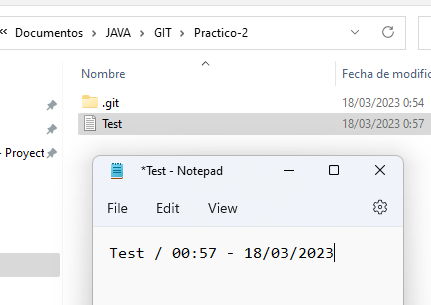 « Documentos > JAVA > GIT > Practico-2
Nombre Fecha de modific
.git 18/03/2023 0:54
Test 18/03/2023 0:57
- Proyect
*Test - Notepad
File Edit View
Test / 00:57 - 18/03/2023